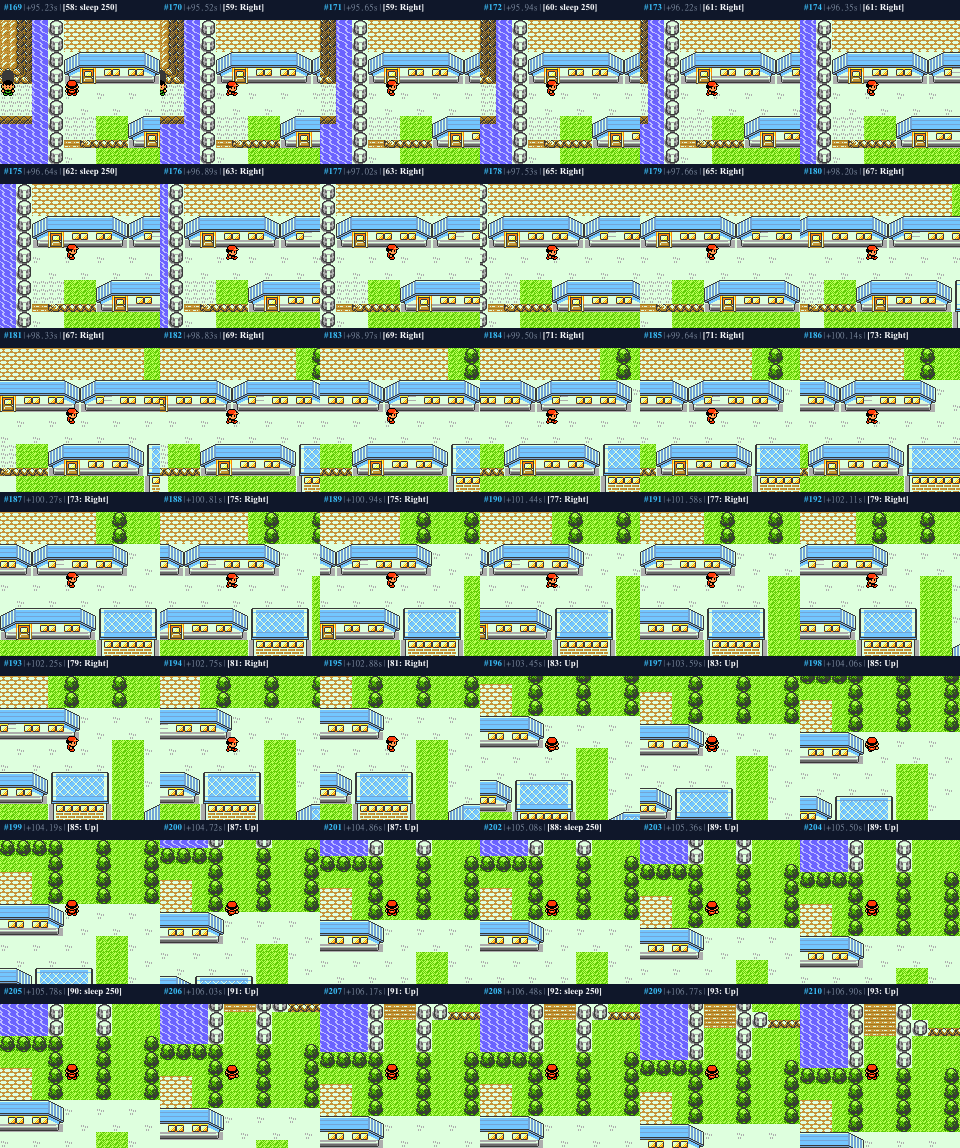 #169|+95.23s|[58: sleep 250]
#170|+95.52s|[59: Right]
#171|+95.65s|[59: Right]
#172|+95.94s|[60: sleep 250]
#173|+96.22s|[61: Right]
#174|+96.35s|[61: Right]
#175|+96.64s|[62: sleep 250]
#176|+96.89s|[63: Right]
#177|+97.02s|[63: Right]
#178|+97.53s|[65: Right]
#179|+97.66s|[65: Right]
#180|+98.20s|[67: Right]
#181|+98.33s|[67: Right]
#182|+98.83s|[69: Right]
#183|+98.97s|[69: Right]
#184|+99.50s|[71: Right]
#185|+99.64s|[71: Right]
#186|+100.14s|[73: Right]
#187|+100.27s|[73: Right]
#188|+100.81s|[75: Right]
#189|+100.94s|[75: Right]
#190|+101.44s|[77: Right]
#191|+101.58s|[77: Right]
#192|+102.11s|[79: Right]
#193|+102.25s|[79: Right]
#194|+102.75s|[81: Right]
#195|+102.88s|[81: Right]
#196|+103.45s|[83: Up]
#197|+103.59s|[83: Up]
#198|+104.06s|[85: Up]
#199|+104.19s|[85: Up]
#200|+104.72s|[87: Up]
#201|+104.86s|[87: Up]
#202|+105.08s|[88: sleep 250]
#203|+105.36s|[89: Up]
#204|+105.50s|[89: Up]
#205|+105.78s|[90: sleep 250]
#206|+106.03s|[91: Up]
#207|+106.17s|[91: Up]
#208|+106.48s|[92: sleep 250]
#209|+106.77s|[93: Up]
#210|+106.90s|[93: Up]